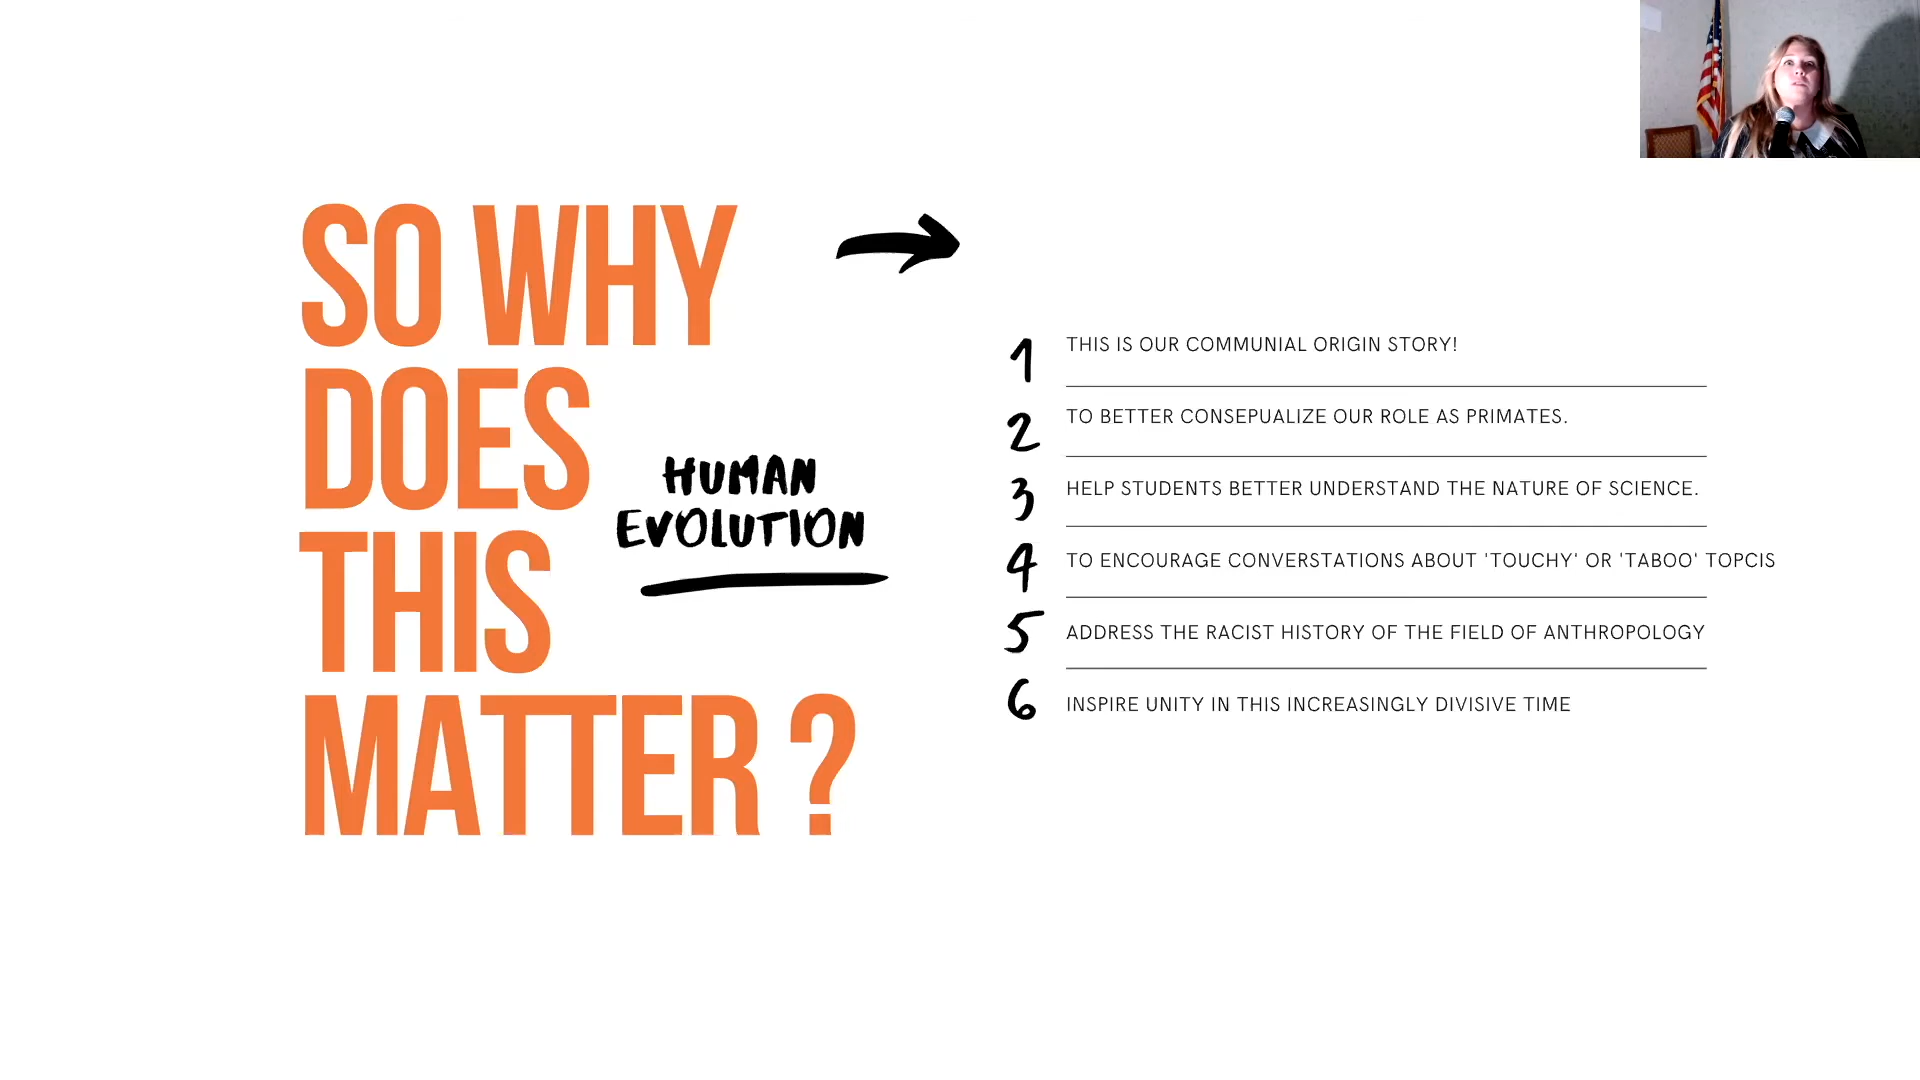 SO WHY
DOES
THIS
MATTER ?
HUMAN
EVOLUTION
1 THIS IS OUR COMMUNIAL ORIGIN STORY!
2 TO BETTER CONSEPUALIZE OUR ROLE AS PRIMATES.
3 HELP STUDENTS BETTER UNDERSTAND THE NATURE OF SCIENCE.
4 TO ENCOURAGE CONVERSTATIONS ABOUT 'TOUCHY' OR 'TABOO' TOPCIS
5 ADDRESS THE RACIST HISTORY OF THE FIELD OF ANTHROPOLOGY
6 INSPIRE UNITY IN THIS INCREASINGLY DIVISIVE TIME